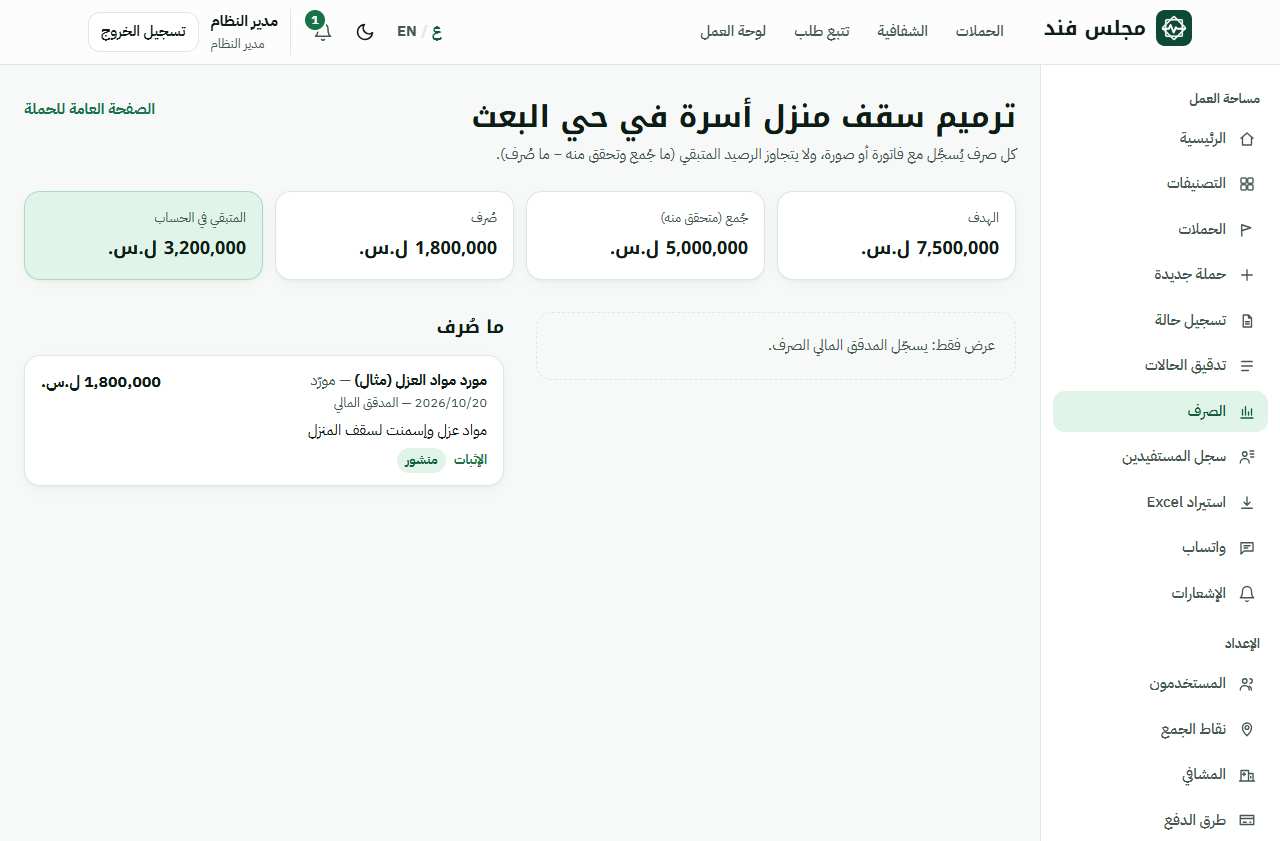 مجلس فند
الحملات
الشفافية
تتبع طلب
لوحة العمل
ع / EN
1
مدير النظام
مدير النظام
تسجيل الخروج
مساحة العمل
الرئيسية
التصنيفات
الحملات
حملة جديدة
تسجيل حالة
تدقيق الحالات
الصرف
سجل المستفيدين
استيراد Excel
واتساب
الإشعارات
الإعداد
المستخدمون
نقاط الجمع
المشافي
طرق الدفع
ترميم سقف منزل أسرة في حي البعث
الصفحة العامة للحملة
كل صرف يُسجَّل مع فاتورة أو صورة، ولا يتجاوز الرصيد المتبقي (ما جُمع وتحقق منه − ما صُرف).
الهدف
7,500,000 ل.س.
جُمع (متحقق منه)
5,000,000 ل.س.
صُرف
1,800,000 ل.س.
المتبقي في الحساب
3,200,000 ل.س.
عرض فقط: يسجّل المدقق المالي الصرف.
ما صُرف
مورد مواد العزل (مثال) — مورّد
1,800,000 ل.س.
2026/10/20 — المدقق المالي
مواد عزل وإسمنت لسقف المنزل
الإثبات
منشور